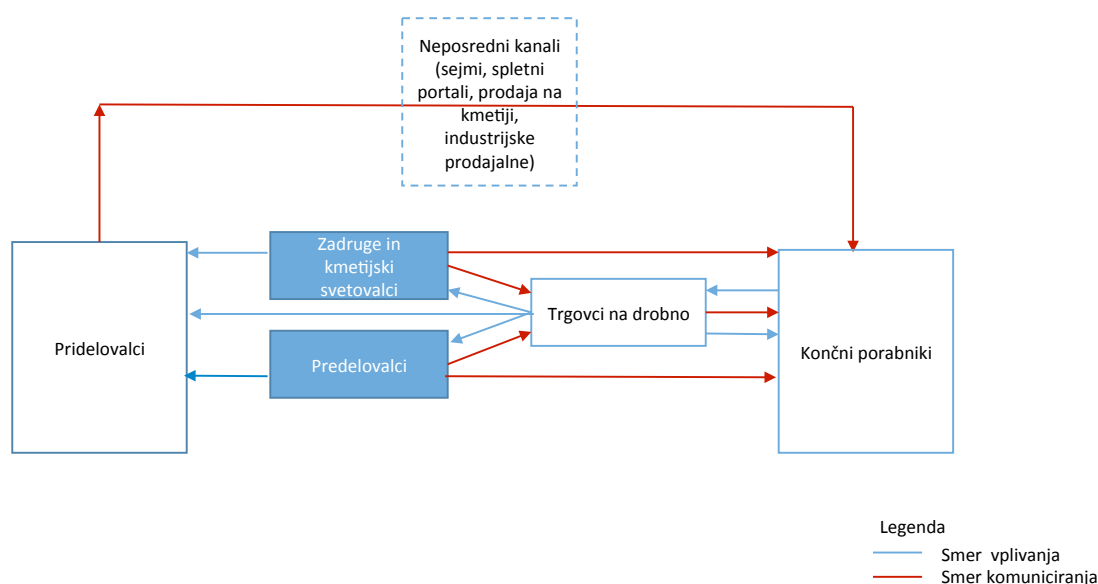 Neposredni kanali
(sejmi, spletni
portali, prodaja na
kmetiji,
industrijske
prodajalne)
Zadruge in
kmetijski
svetovalci
Pridelovalci
Predelovalci
Trgovci na drobno
Končni porabniki
Legenda
Smer vplivanja
Smer komuniciranja